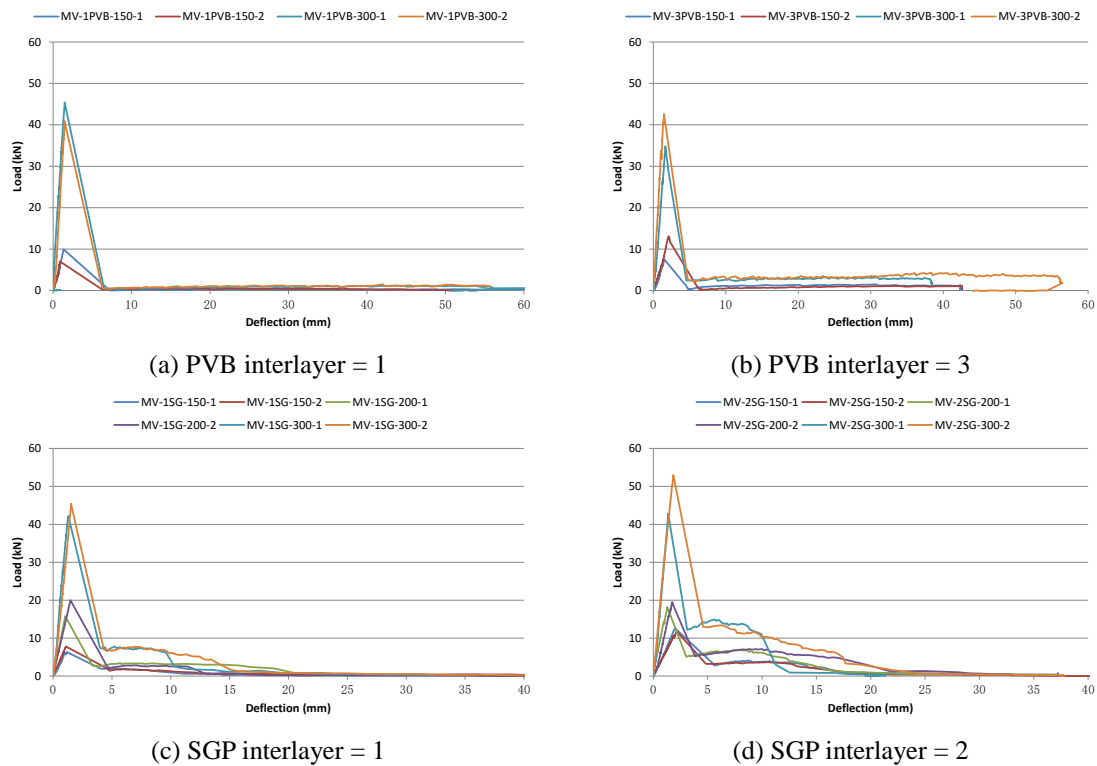 MV-1PVB-150-1 MV-1PVB-150-2 MV-1PVB-300-1 MV-1PVB-300-2
60
50
40
30
20
10
0
Load (kN)
0 10 20 30 40 50 60
Deflection (mm)
(a) PVB interlayer = 1
MV-3PVB-150-1 MV-3PVB-150-2 MV-3PVB-300-1 MV-3PVB-300-2
60
50
40
30
20
10
0
Load (kN)
0 10 20 30 40 50 60
Deflection (mm)
(b) PVB interlayer = 3
MV-1SG-150-1 MV-1SG-150-2 MV-1SG-200-1
MV-1SG-200-2 MV-1SG-300-1 MV-1SG-300-2
60
50
40
30
20
10
0
Load (kN)
0 5 10 15 20 25 30 35 40
Deflection (mm)
(c) SGP interlayer = 1
MV-2SG-150-1 MV-2SG-150-2 MV-2SG-200-1
MV-2SG-200-2 MV-2SG-300-1 MV-2SG-300-2
60
50
40
30
20
10
0
Load (kN)
0 5 10 15 20 25 30 35 40
Deflection (mm)
(d) SGP interlayer = 2